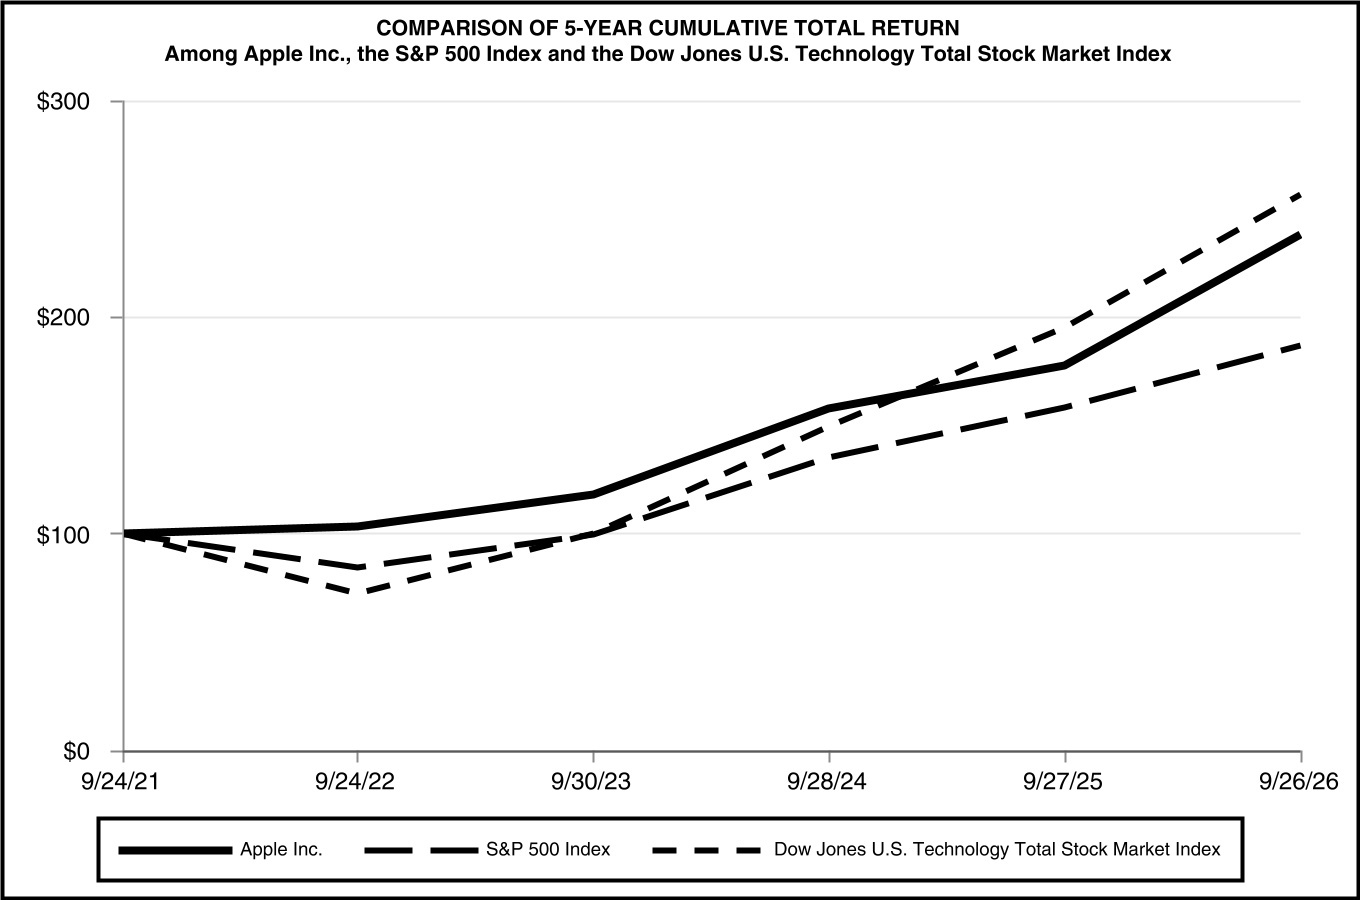 COMPARISON OF 5-YEAR CUMULATIVE TOTAL RETURN
Among Apple Inc., the S&P 500 Index and the Dow Jones U.S. Technology Total Stock Market Index
$300
$200
$100
$0
9/24/21 9/24/22 9/30/23 9/28/24 9/27/25 9/26/26
Apple Inc. S&P 500 Index Dow Jones U.S. Technology Total Stock Market Index